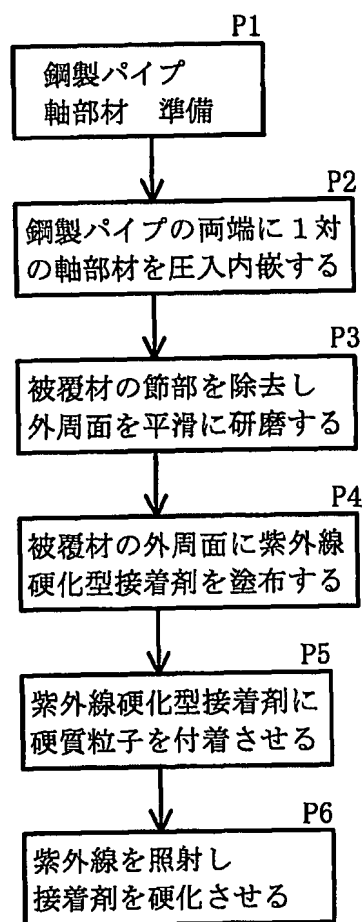 P1
鋼製パイプ
軸部材 準備
P2
鋼製パイプの両端に1対
の軸部材を圧入内嵌する
P3
被覆材の節部を除去し
外周面を平滑に研磨する
P4
被覆材の外周面に紫外線
硬化型接着剤を塗布する
P5
紫外線硬化型接着剤に
硬質粒子を付着させる
P6
紫外線を照射し
接着剤を硬化させる